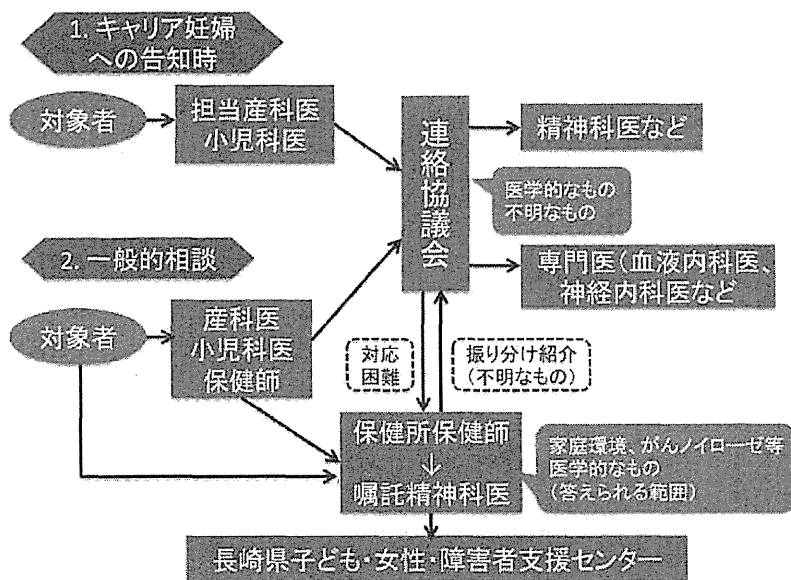 1. キャリア妊婦
への告知時
対象者
担当産科医
小児科医
連絡協議会
精神科医など
医学的なもの
不明なもの
専門医(血液内科医、
神経内科医など
2. 一般的相談
対象者
産科医
小児科医
保健師
対応
困難
振り分け紹介
(不明なもの)
保健所保健師
↓
嘱託精神科医
家庭環境、がんノイローゼ等
医学的なもの
(答えられる範囲)
長崎県子ども・女性・障害者支援センター